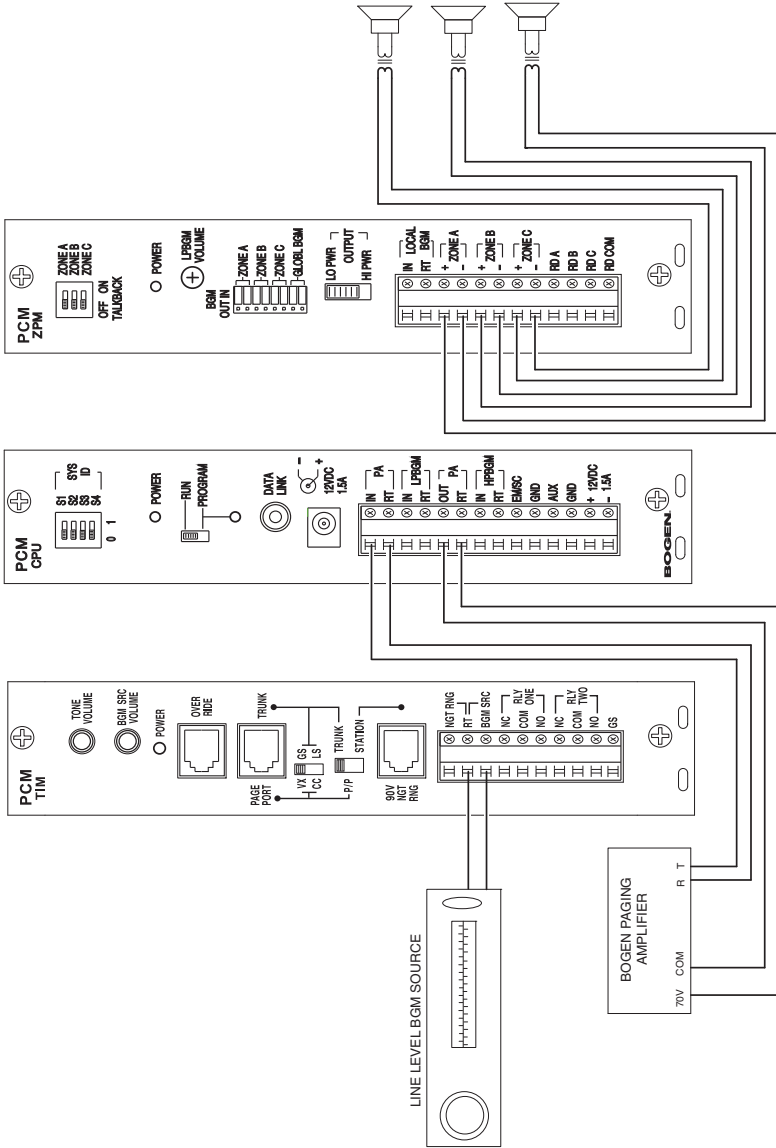 PCM
TIM
TONE
VOLUME
BGM SRC
VOLUME
POWER
OVER
RIDE
PAGE
PORT
TRUNK
VX
CC
GS
LS
P/P
TRUNK
STATION
90V
NGT
RNG
NGT RNG
RT
BGM SRC
NC
COM
NO
RLY
ONE
NC
COM
NO
RLY
TWO
GS
LINE LEVEL BGM SOURCE
BOGEN PAGING
AMPLIFIER
70V COM R T
PCM
CPU
S1
S2
S3
S4
SYS
ID
0 1
POWER
RUN
PROGRAM
DATA
LINK
- +
12VDC
1.5A
IN
RT
PA
IN
RT
LPBGM
OUT
RT
PA
IN
RT
HPBGM
EM/SC
GND
AUX
GND
+ 12VDC
- 1.5A
BOGEN
PCM
ZPM
ZONE A
ZONE B
ZONE C
OFF ON
TALKBACK
POWER
LPBGM
VOLUME
BGM
OUT IN
ZONE A
ZONE B
ZONE C
GLOBL BGM
LO PWR
OUTPUT
HI PWR
IN
RT
LOCAL
BGM
+
-
ZONE A
+
-
ZONE B
+
-
ZONE C
RD A
RD B
RD C
RD COM